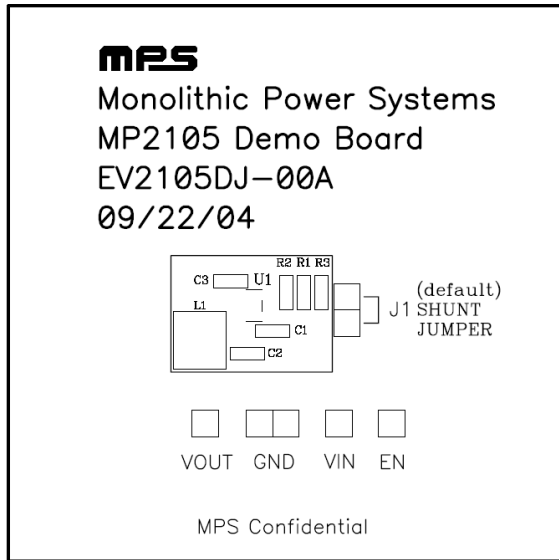 mps
Monolithic Power Systems
MP2105 Demo Board
EV2105DJ-00A
09/22/04
R2 R1 R3
C3 U1
L1
C1
C2
J1 (default)
SHUNT
JUMPER
VOUT GND VIN EN
MPS Confidential